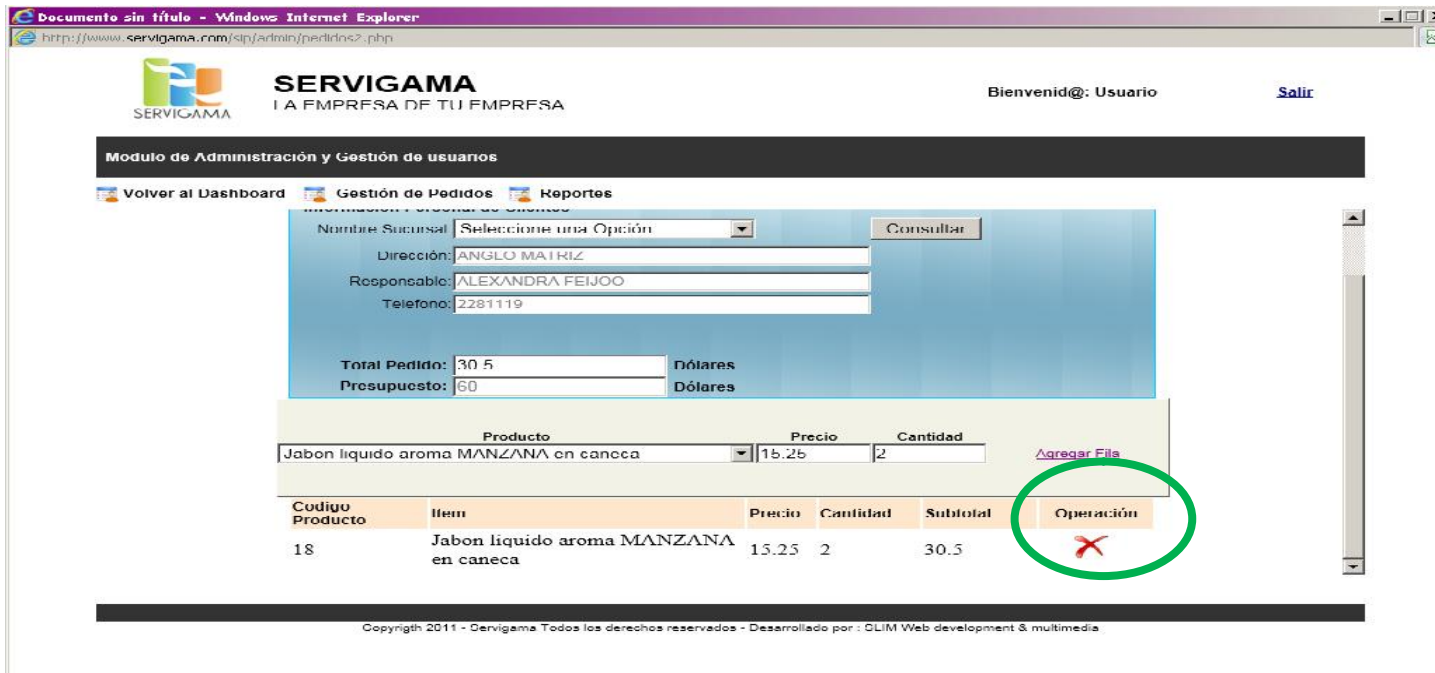 Documento sin título - Windows Internet Explorer
http://www.servigama.com/sip/admin/pedidos2.php
SERVIGAMA
SERVIGAMA
LA EMPRESA DE TU EMPRESA
Bienvenid@: Usuario
Salir
Modulo de Administración y Gestión de usuarios
Volver al Dashboard Gestión de Pedidos Reportes
Información Personal de Clientes
Nombre Sucursal Seleccione una Opción Consultar
Dirección: ANGLO MATRIZ
Responsable: ALEXANDRA FEIJOO
Telefono: 2281119
Total Pedido: 30.5 Dólares
Presupuesto: 60 Dólares
Producto Precio Cantidad
Jabon liquido aroma MANZANA en caneca 15.25 2 Agregar Fila
Codigo Producto Item Precio Cantidad Subtotal Operación
18 Jabon liquido aroma MANZANA en caneca 15.25 2 30.5
Copyrigth 2011 - Servigama Todos los derechos reservados - Desarrollado por : SLIM Web development & multimedia